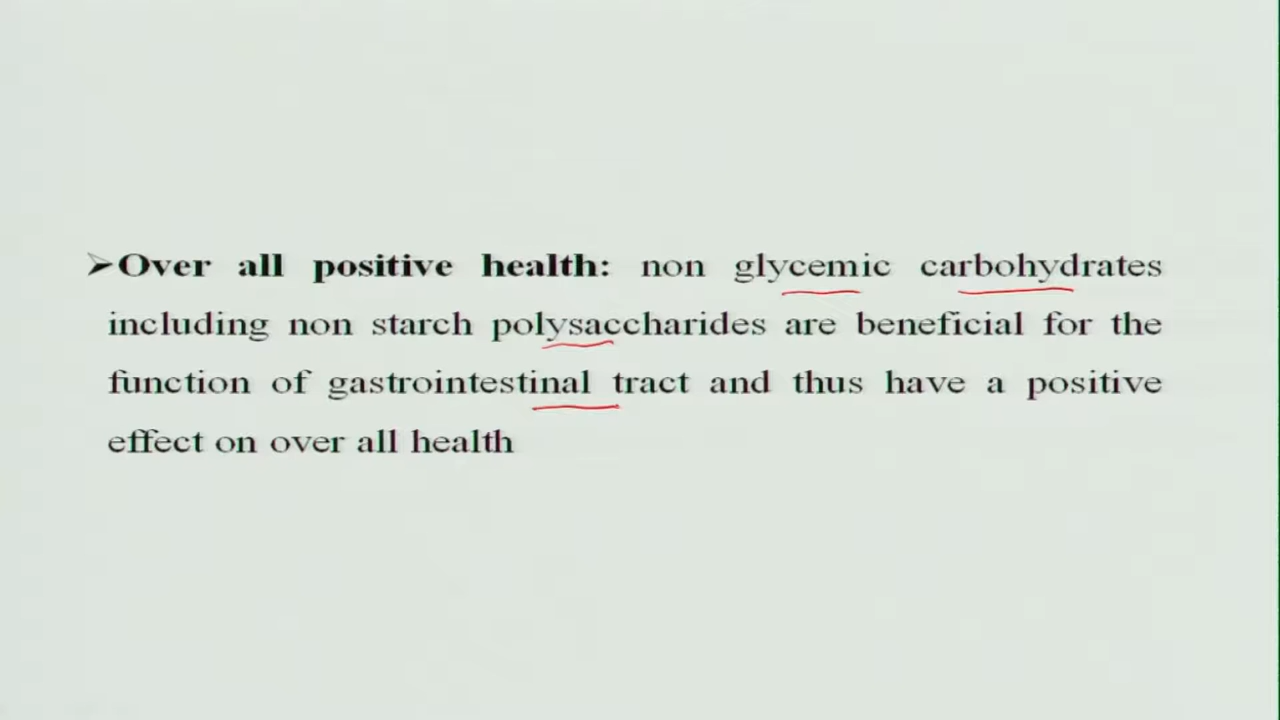 ➢Over all positive health: non glycemic carbohydrates
including non starch polysaccharides are beneficial for the
function of gastrointestinal tract and thus have a positive
effect on over all health